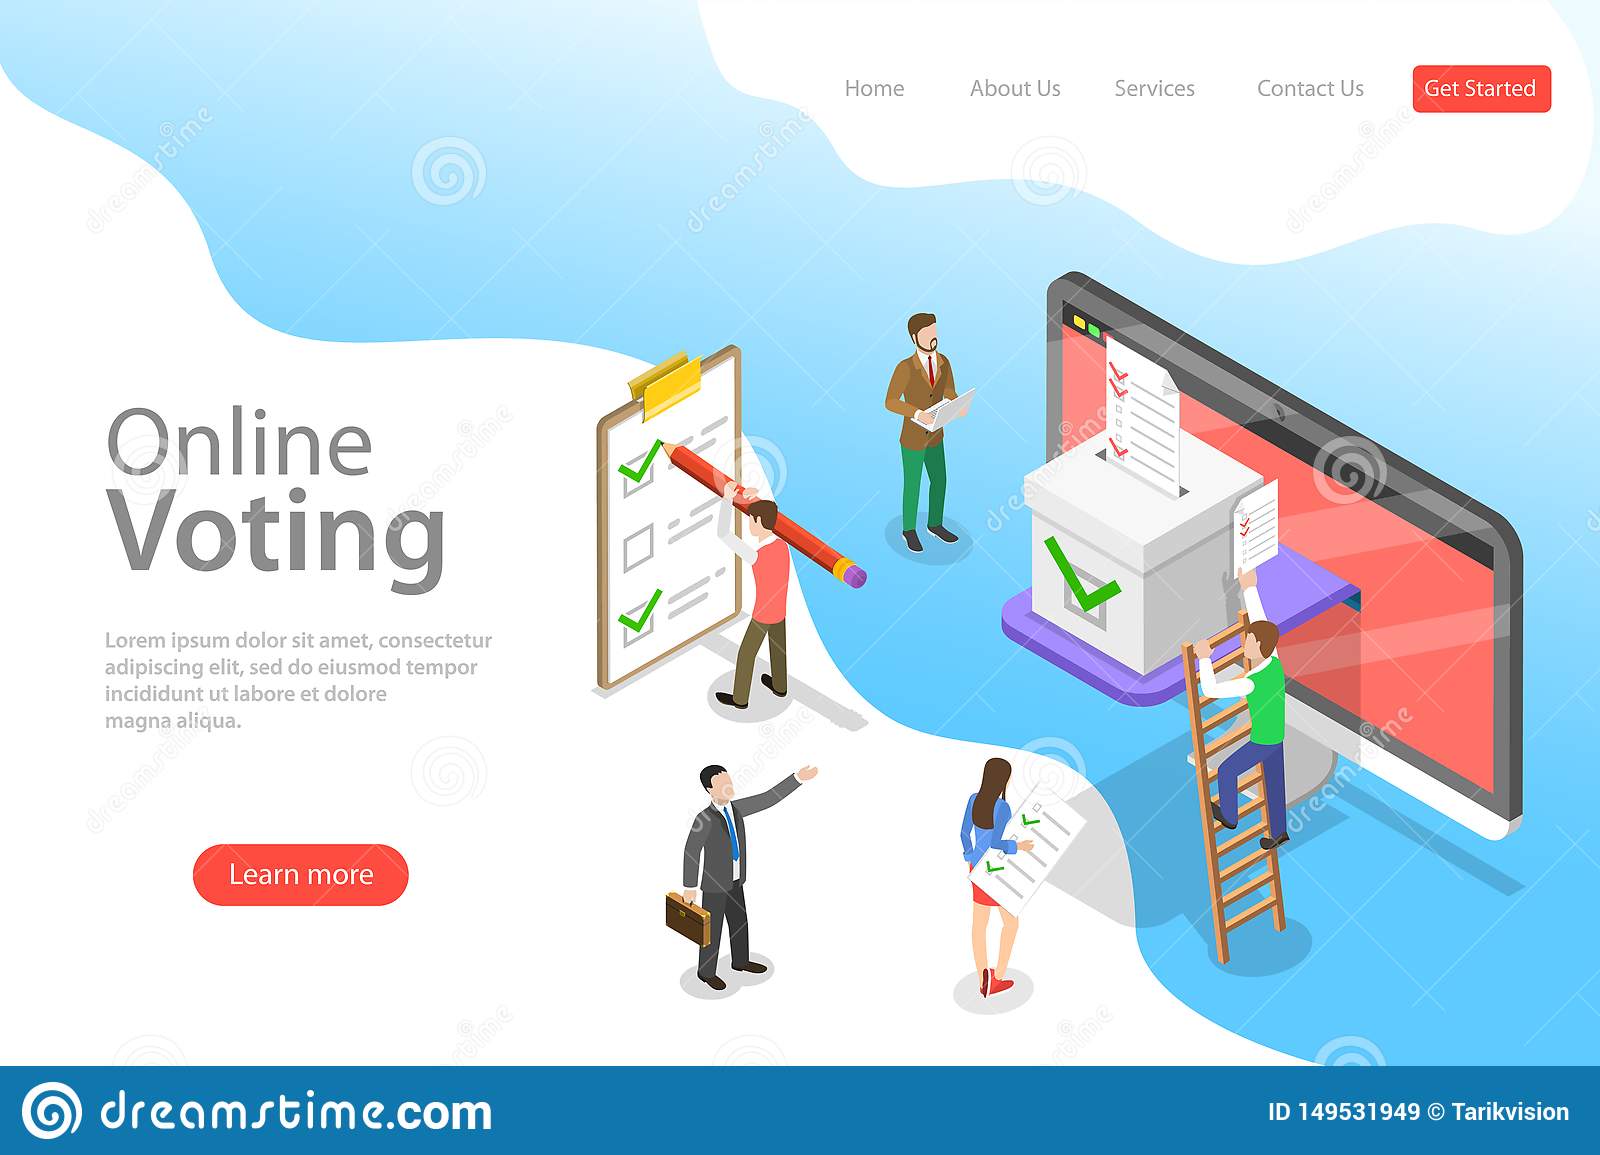 Home About Us Services Contact Us Get Started
Online
Voting
Lorem ipsum dolor sit amet, consectetur
adipiscing elit, sed do eiusmod tempor
incididunt ut labore et dolore
magna aliqua.
Learn more
dreamstime.com
ID 149531949 © Tarikvision